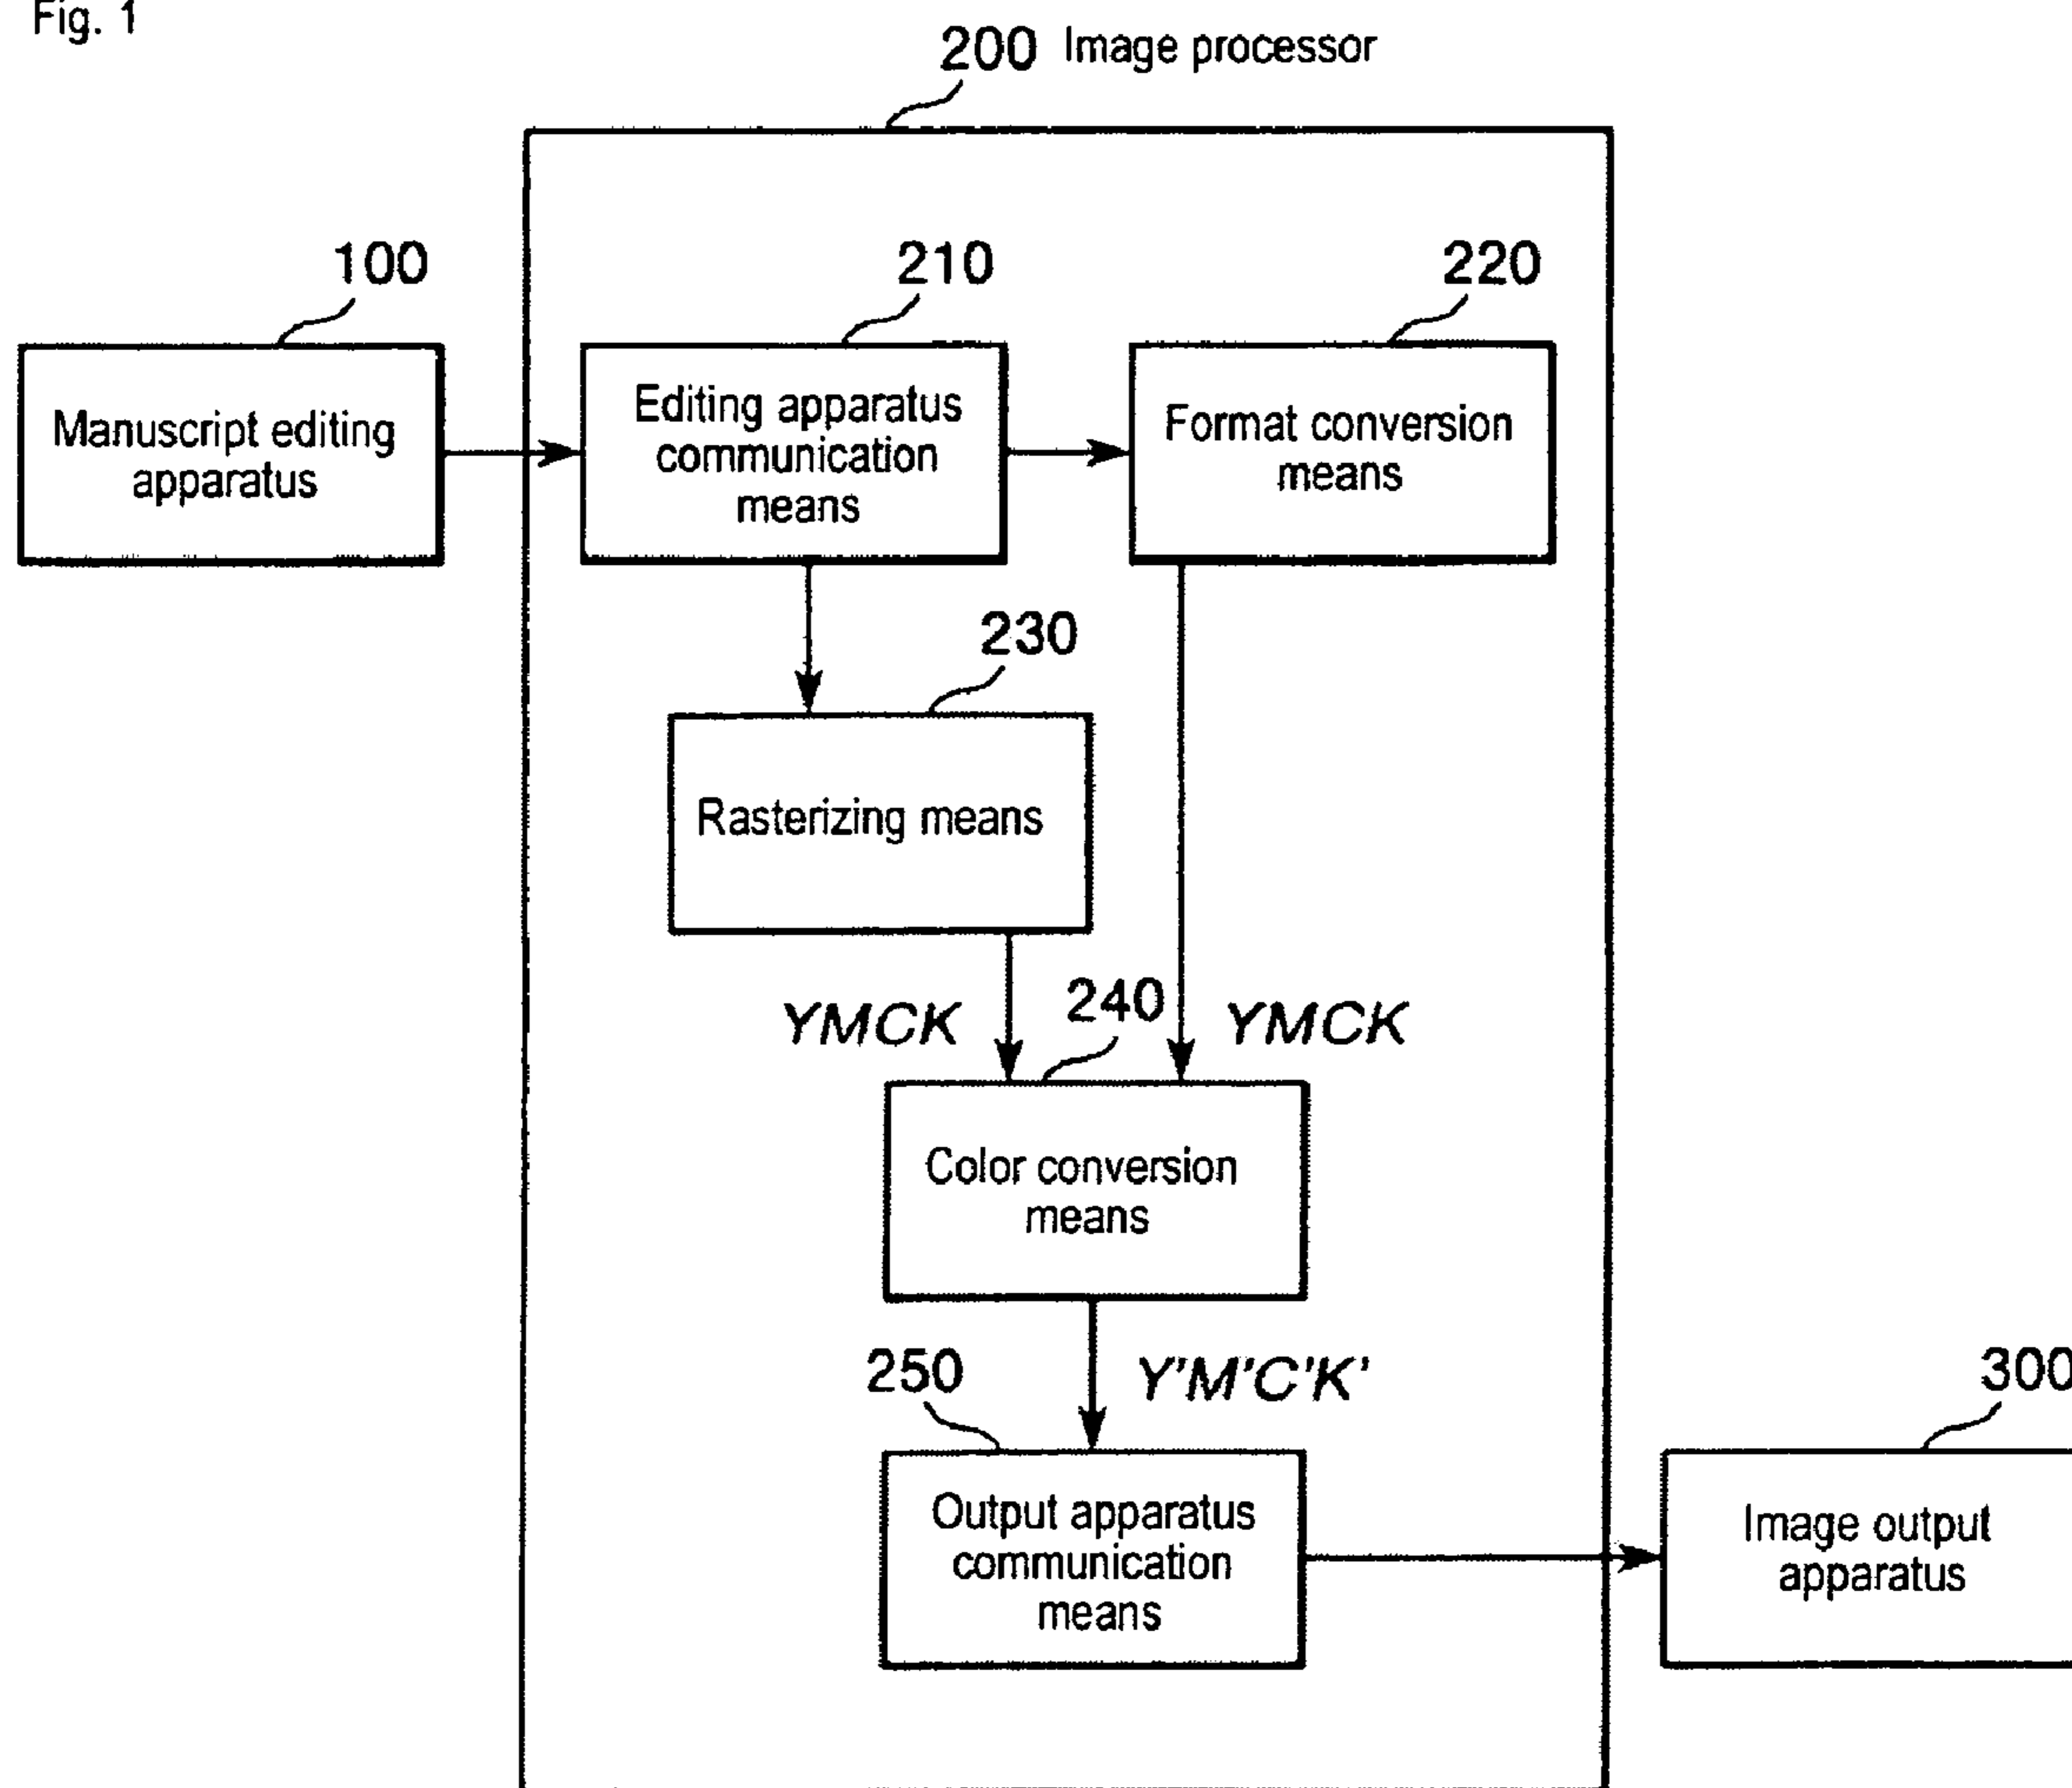 Fig. 1
200 Image processor
100
210
220
Manuscript editing
apparatus
Editing apparatus
communication
means
Format conversion
means
230
Rasterizing means
YMCK
240
YMCK
Color conversion
means
250
Y'M'C'K'
300
Output apparatus
communication
means
Image output
apparatus